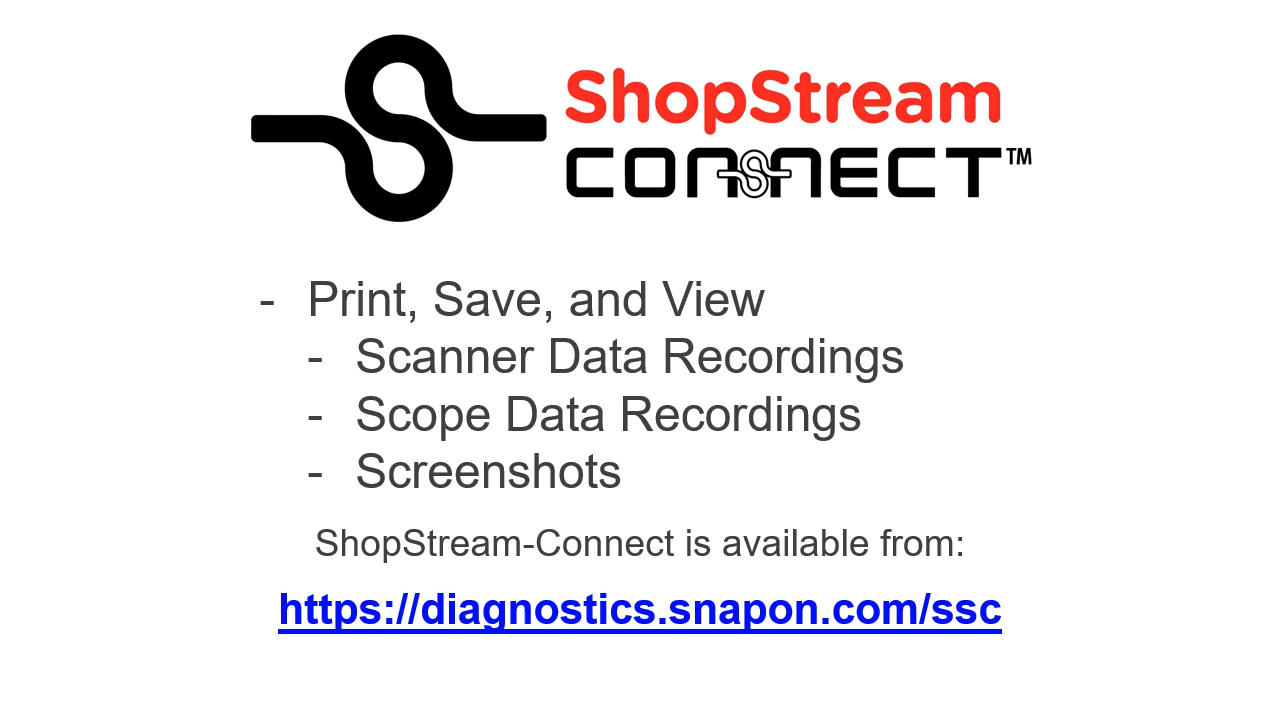 ShopStream
CONNECT™
- Print, Save, and View
- Scanner Data Recordings
- Scope Data Recordings
- Screenshots
ShopStream-Connect is available from:
https://diagnostics.snapon.com/ssc